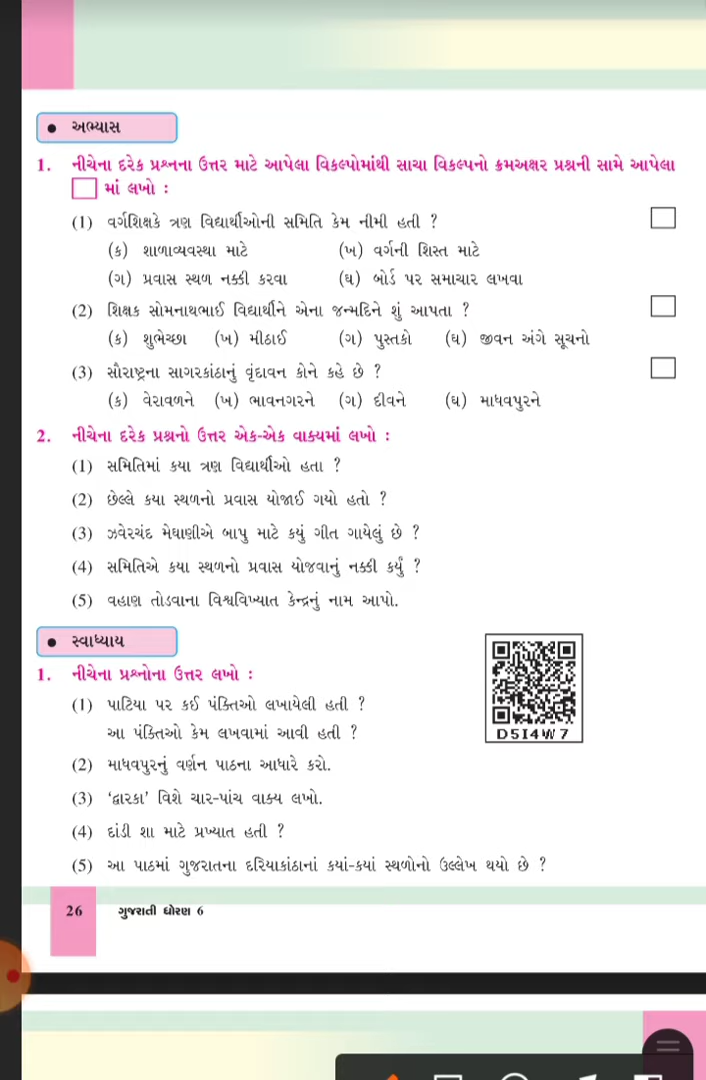 અભ્યાસ
1. નીચેના દરેક પ્રશ્નના ઉત્તર માટે આપેલા વિકલ્પોમાંથી સાચા વિકલ્પનો ક્રમઅક્ષર પ્રશ્નની સામે આપેલા
માં લખો :
(1) વર્ગશિક્ષકે ત્રણ વિદ્યાર્થીઓની સમિતિ કેમ નીમી હતી ?
(ક) શાળાવ્યવસ્થા માટે (ખ) વર્ગની શિસ્ત માટે
(ગ) પ્રવાસ સ્થળ નક્કી કરવા (ઘ) બોર્ડ પર સમાચાર લખવા
(2) શિક્ષક સોમનાથભાઈ વિદ્યાર્થીને એના જન્મદિને શું આપતા ?
(ક) શુભેચ્છા (ખ) મીઠાઈ (ગ) પુસ્તકો (ઘ) જીવન અંગે સૂચનો
(3) સૌરાષ્ટ્રના સાગરકાંઠાનું વૃંદાવન કોને કહે છે ?
(ક) વેરાવળને (ખ) ભાવનગરને (ગ) દીવને (ઘ) માધવપુરને
2. નીચેના દરેક પ્રશ્નનો ઉત્તર એક-એક વાક્યમાં લખો :
(1) સમિતિમાં કયા ત્રણ વિદ્યાર્થીઓ હતા ?
(2) છેલ્લે કયા સ્થળનો પ્રવાસ યોજાઈ ગયો હતો ?
(3) ઝવેરચંદ મેઘાણીએ બાપુ માટે કયું ગીત ગાયેલું છે ?
(4) સમિતિએ કયા સ્થળનો પ્રવાસ યોજવાનું નક્કી કર્યું ?
(5) વહાણ તોડવાના વિશ્વવિખ્યાત કેન્દ્રનું નામ આપો.
સ્વાધ્યાય
1. નીચેના પ્રશ્નોના ઉત્તર લખો :
(1) પાટિયા પર કઈ પંક્તિઓ લખાયેલી હતી ?
આ પંક્તિઓ કેમ લખવામાં આવી હતી ?
D5I4W7
(2) માધવપુરનું વર્ણન પાઠના આધારે કરો.
(3) ‘દ્વારકા’ વિશે ચાર-પાંચ વાક્ય લખો.
(4) દાંડી શા માટે પ્રખ્યાત હતી ?
(5) આ પાઠમાં ગુજરાતના દરિયાકાંઠાનાં કયાં-કયાં સ્થળોનો ઉલ્લેખ થયો છે ?
26 ગુજરાતી ધોરણ 6